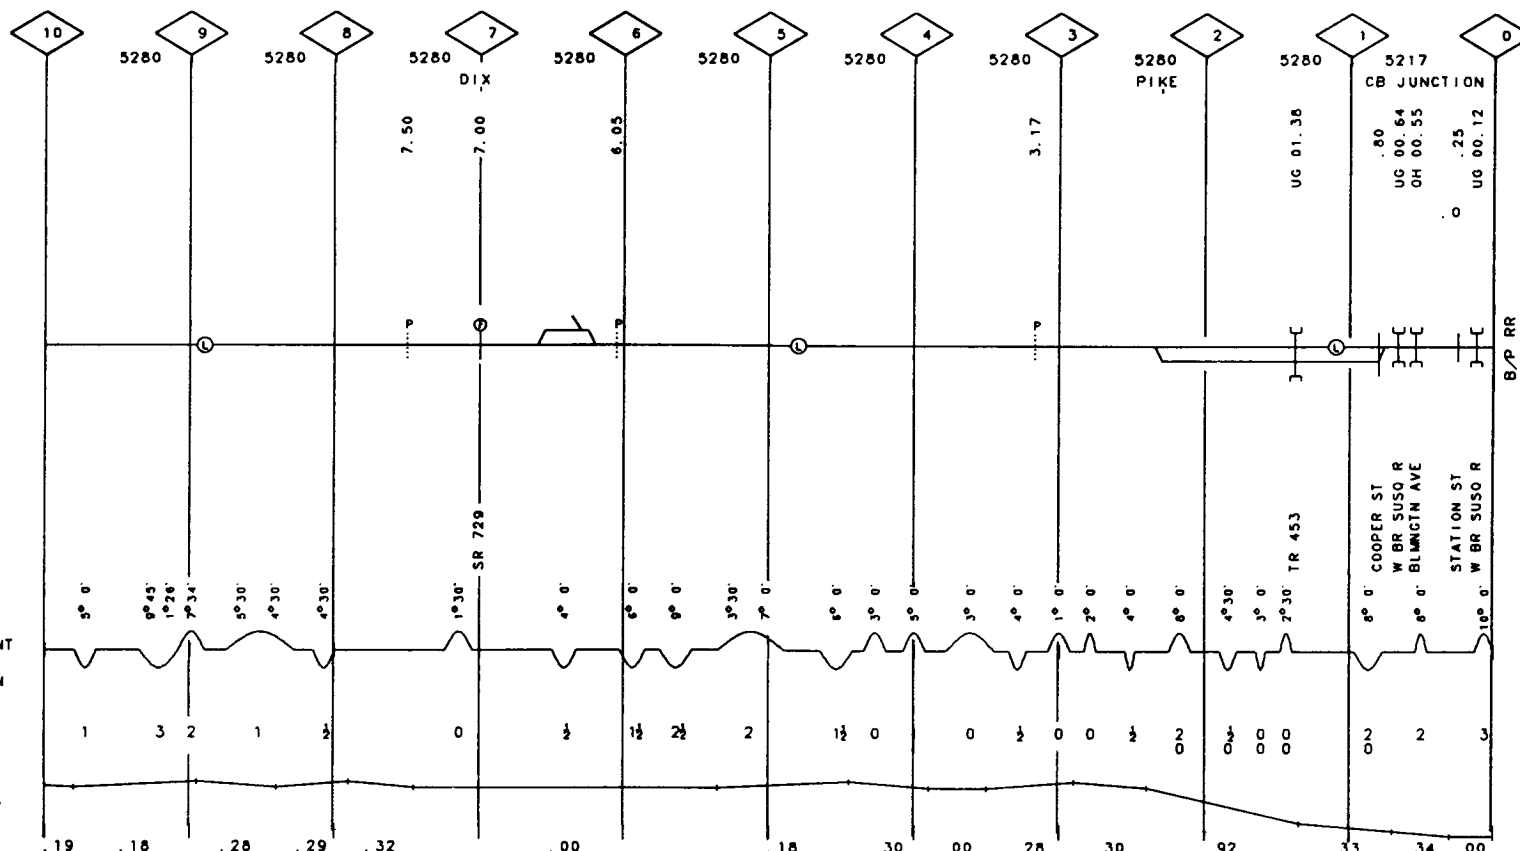 10 9 8 7 6 5 4 3 2 1 0
5280 5280 5280 5280 5280 5280 5280 5280 5280 5217
DIX PIKE CB JUNCTION
7.50
7.00
6.05
3.17
UG 01.38
.80
UG 00.64
OH 00.55
.25
UG 00.12
.0
P P P
L L L
B/P RR
SR 729
TR 453
COOPER ST
W BR SUSQ R
BLMNGTN AVE
STATION ST
W BR SUSQ R
5° 0'
9° 45'
1° 26'
7° 34'
5° 30'
4° 30'
4° 30'
1° 30'
4° 0'
6° 0'
9° 0'
3° 30'
7° 0'
6° 0'
3° 0'
5° 0'
3° 0'
4° 0'
1° 0'
2° 0'
4° 0'
4° 30'
3° 0'
2° 30'
8° 0'
8° 0'
10° 0'
NT
N
1 3 2 1 ½ 0 ½ 1½ 2½ 2 1½ 0 0 ½ 0 0 ½ 2 ½ 0 0 2 2 3
0 0 0 0 0
.19 .18 .28 .29 .32 .00 .18 .30 .00 .28 .30 .92 .33 .34 .00